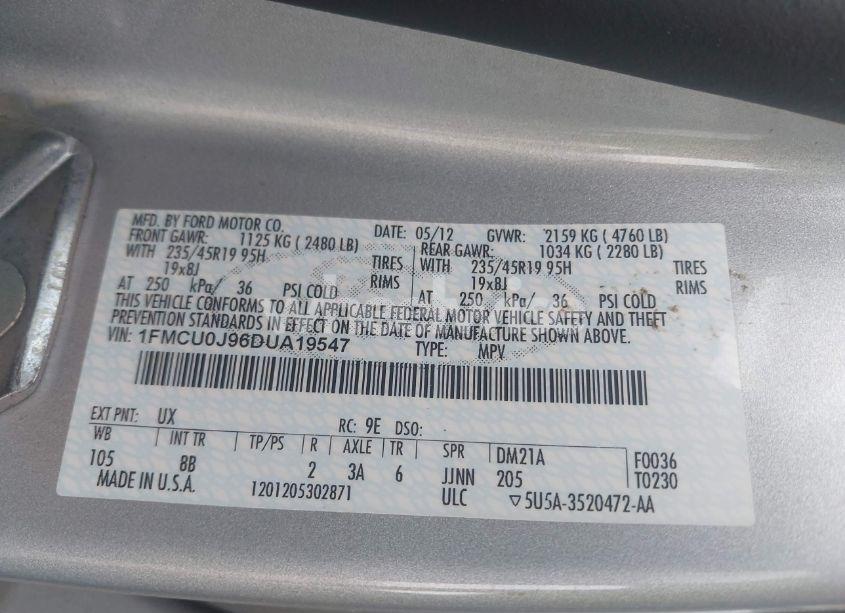 MFD. BY FORD MOTOR CO. DATE: 05/12 GVWR: 2159 KG ( 4760 LB)
FRONT GAWR: 1125 KG ( 2480 LB) REAR GAWR: 1034 KG ( 2280 LB)
WITH 235/45R19 95H TIRES WITH 235/45R19 95H TIRES
19x8J RIMS 19x8J RIMS
AT 250 kPa/ 36 PSI COLD AT 250 kPa/ 36 PSI COLD
THIS VEHICLE CONFORMS TO ALL APPLICABLE FEDERAL MOTOR VEHICLE SAFETY AND THEFT
PREVENTION STANDARDS IN EFFECT ON THE DATE OF MANUFACTURE SHOWN ABOVE.
VIN: 1FMCU0J96DUA19547 TYPE: MPV
EXT PNT: UX RC: 9E DSO:
WB INT TR TP/PS R AXLE TR SPR DM21A F0036
105 8B 2 3A 6 JJNN 205 T0230
MADE IN U.S.A. 1201205302871 ULC ▽5U5A-3520472-AA